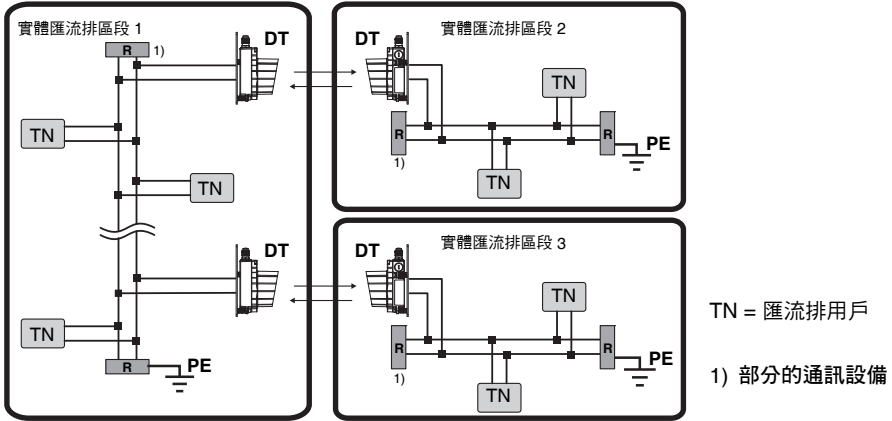 實體匯流排區段 1
R 1)
DT
TN
TN
DT
TN
R
PE
實體匯流排區段 2
DT
TN
R
R
PE
1)
TN
實體匯流排區段 3
DT
TN
R
R
PE
1)
TN
TN = 匯流排用戶
1) 部分的通訊設備